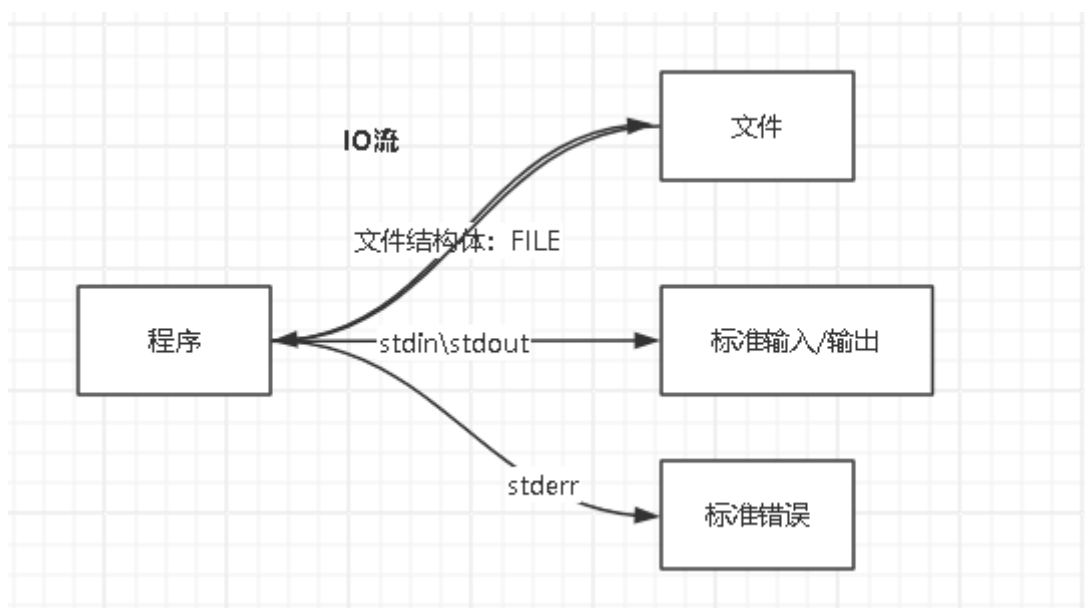 IO流
文件
文件结构体：FILE
程序
stdin\stdout
标准输入/输出
stderr
标准错误